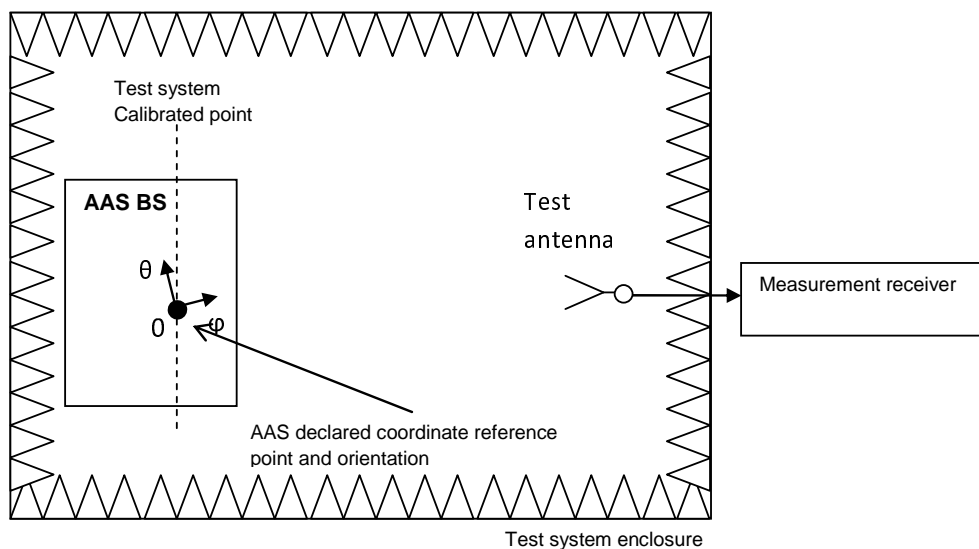 Test system
Calibrated point
AAS BS
Test
antenna
θ
0
φ
Measurement receiver
AAS declared coordinate reference
point and orientation
Test system enclosure